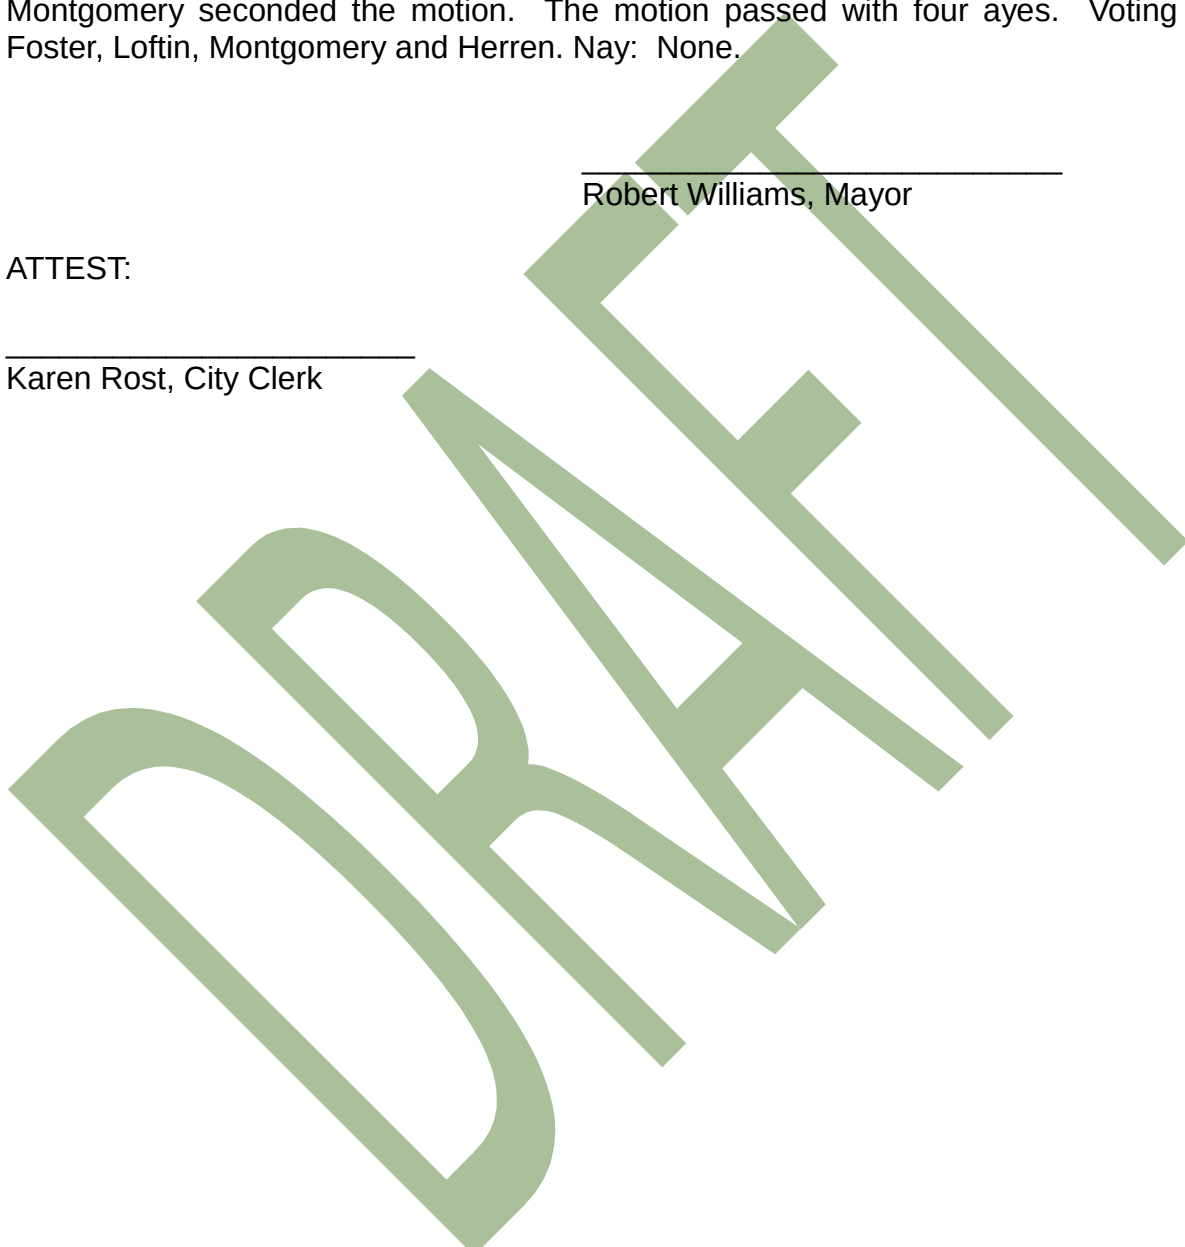 Montgomery seconded the motion. The motion passed with four ayes. Voting
Foster, Loftin, Montgomery and Herren. Nay: None.
Robert Williams, Mayor
ATTEST:
Karen Rost, City Clerk
DRAFT